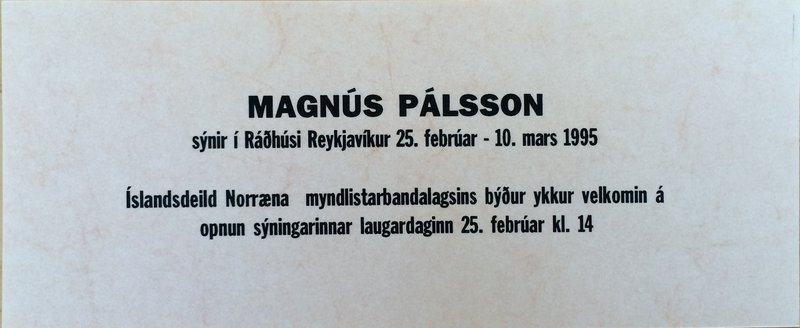 MAGNÚS PÁLSSON
sýnir í Ráðhúsi Reykjavíkur 25. febrúar - 10. mars 1995
Íslandsdeild Norræna myndlistarbandalagsins býður ykkur velkomin á
opnun sýningarinnar laugardaginn 25. febrúar kl. 14